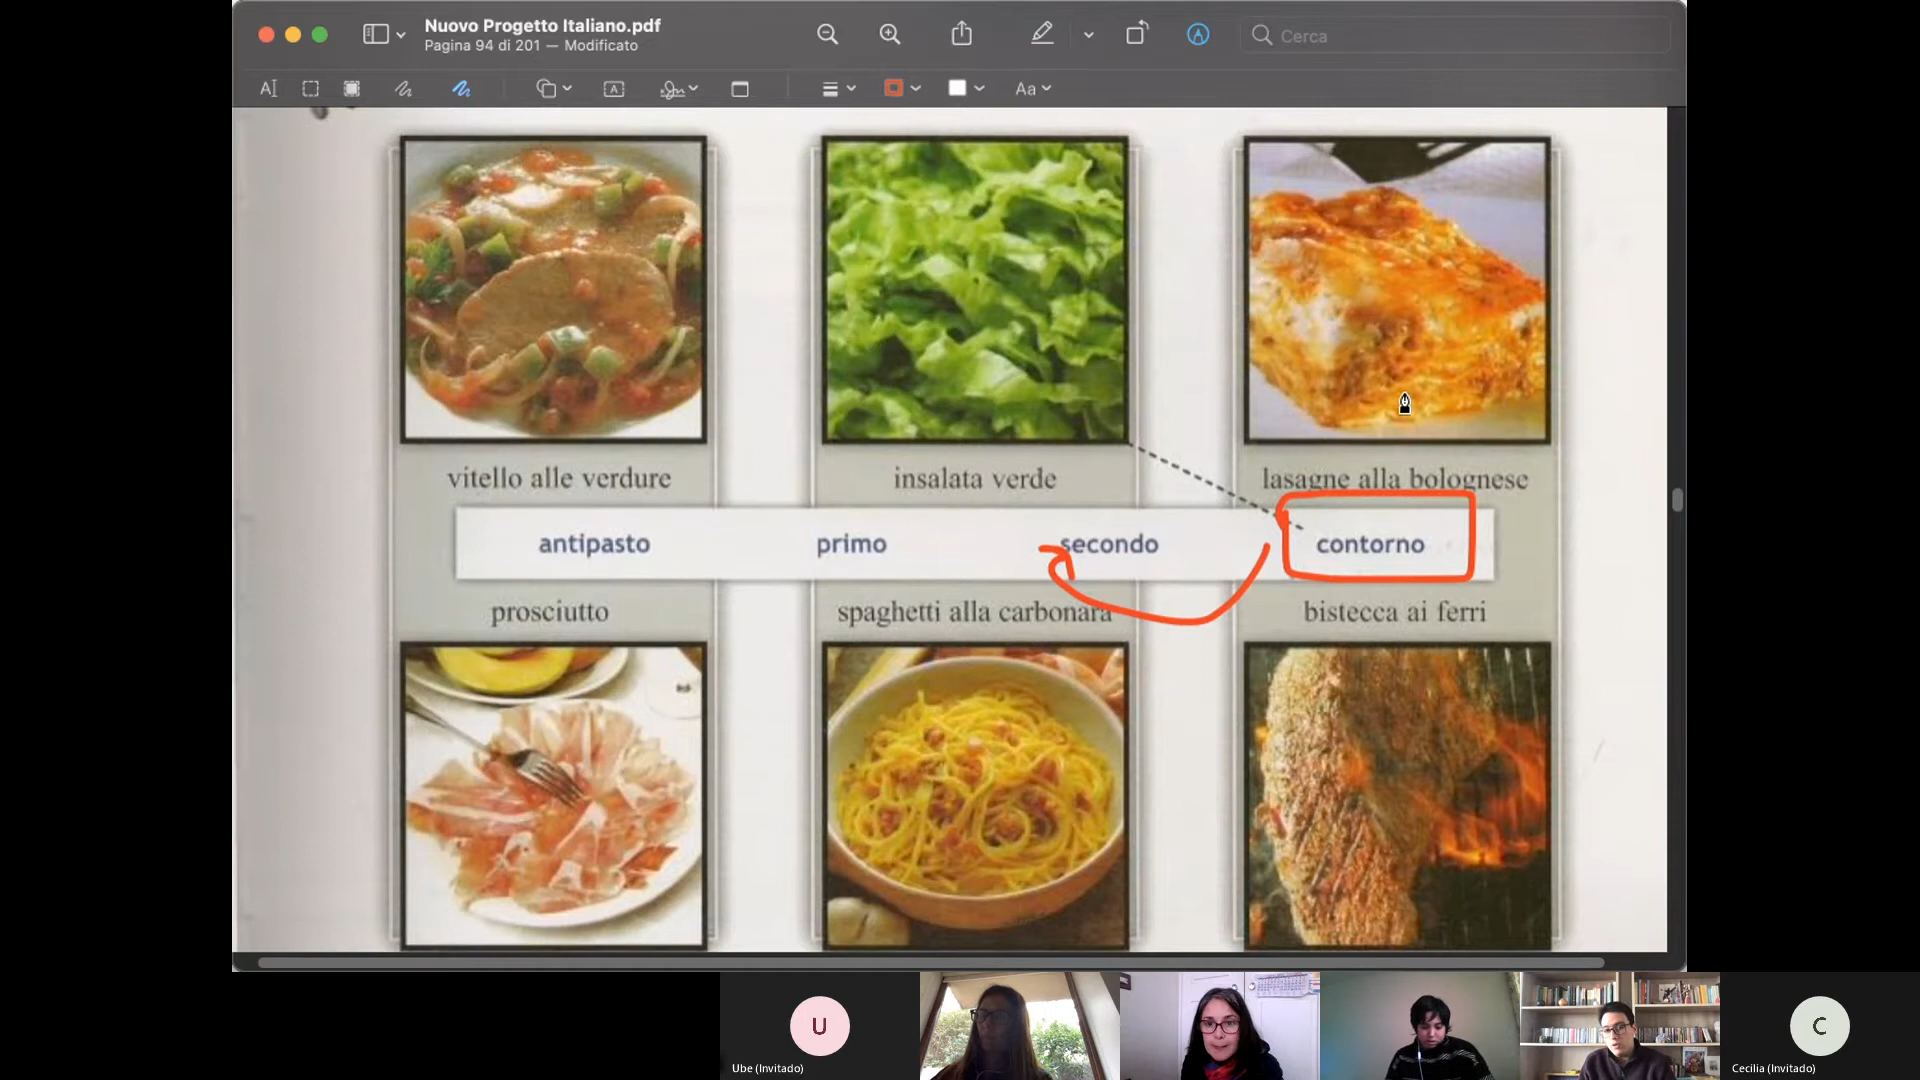 Nuovo Progetto Italiano.pdf
Pagina 94 di 201 — Modificato
Cerca
Aa
vitello alle verdure
insalata verde
lasagne alla bolognese
antipasto primo secondo contorno
prosciutto
spaghetti alla carbonara
bistecca ai ferri
U
C
Ube (Invitado)
Cecilia (Invitado)